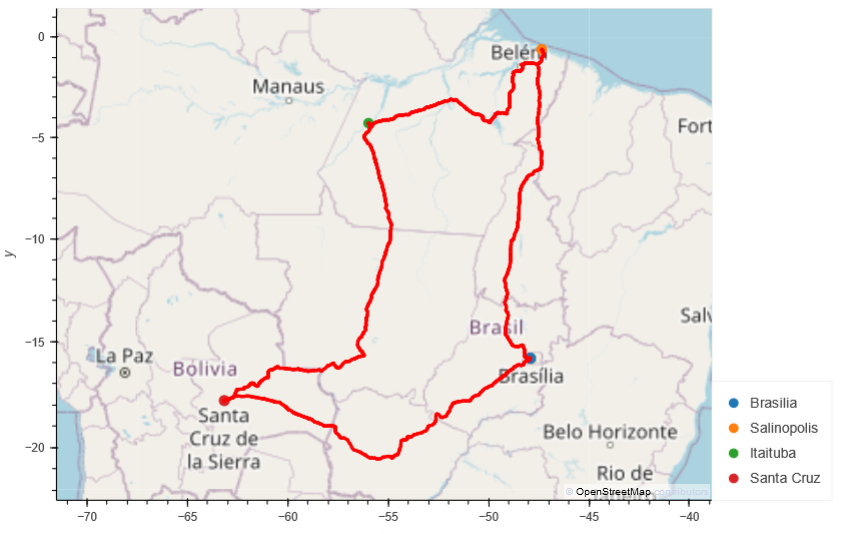 0
−5
−10
−15
−20
y
−70
−65
−60
−55
−50
−45
−40
Belém
Manaus
Fort
Salv
Brasil
La Paz
Bolivia
Brasília
Santa
Cruz de
la Sierra
Belo Horizonte
Rio de
© OpenStreetMap contributors
Brasilia
Salinopolis
Itaituba
Santa Cruz